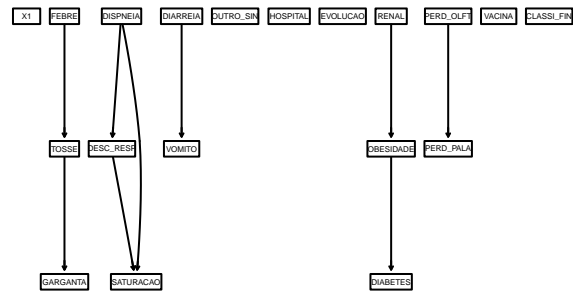 X1 FEBRE DISPNEIA DIARREIA OUTRO_SIN HOSPITAL EVOLUCAO RENAL PERD_OLFT VACINA CLASSI_FIN
TOSSE DESC_RESP VOMITO OBESIDADE PERD_PALA
GARGANTA SATURACAO DIABETES